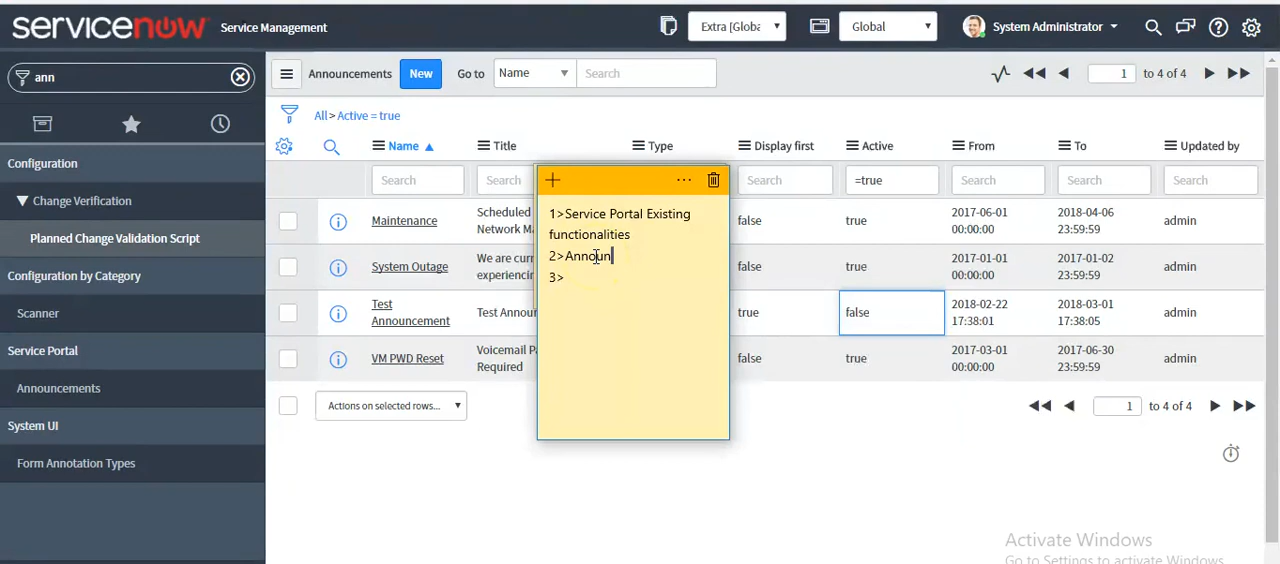 servicenow Service Management
Extra [Globa
Global
System Administrator
ann
Announcements
New
Go to
Name
Search
1
to 4 of 4
All > Active = true
Name
Title
Type
Display first
Active
From
To
Updated by
Search
Search
Search
=true
Search
Search
Search
Configuration
Change Verification
Planned Change Validation Script
Configuration by Category
Scanner
Service Portal
Announcements
System UI
Form Annotation Types
Maintenance
Scheduled
Network M
false
true
2017-06-01
00:00:00
2018-04-06
23:59:59
admin
System Outage
We are curr
experiencin
false
true
2017-01-01
00:00:00
2017-01-02
23:59:59
admin
Test
Announcement
Test Annou
true
false
2018-02-22
17:38:01
2018-03-01
17:38:05
admin
VM PWD Reset
Voicemail P
Required
false
true
2017-03-01
00:00:00
2017-06-30
23:59:59
admin
Actions on selected rows...
1
to 4 of 4
1>Service Portal Existing
functionalities
2>Announ
3>
Activate Windows
Go to Settings to activate Windows